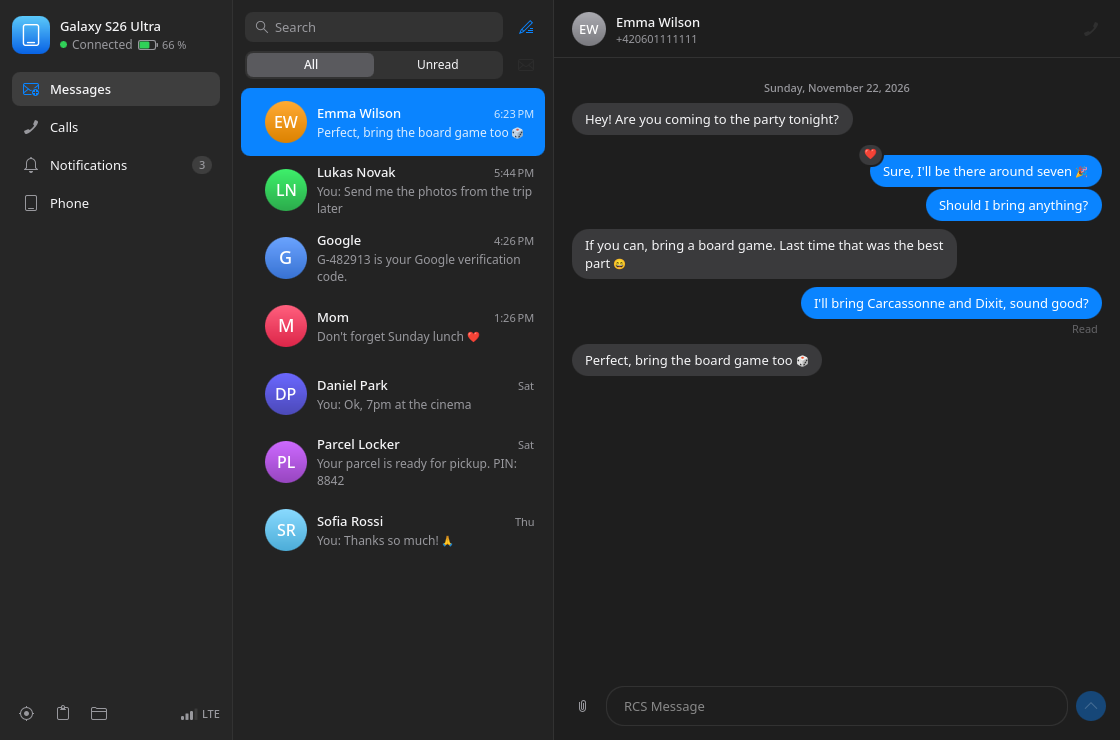 Galaxy S26 Ultra
Connected 66 %
Messages
Calls
Notifications 3
Phone
LTE
Search
All Unread
EW Emma Wilson 6:23 PM
Perfect, bring the board game too 🎲
LN Lukas Novak 5:44 PM
You: Send me the photos from the trip
later
G Google 4:26 PM
G-482913 is your Google verification
code.
M Mom 1:26 PM
Don't forget Sunday lunch ❤️
DP Daniel Park Sat
You: Ok, 7pm at the cinema
PL Parcel Locker Sat
Your parcel is ready for pickup. PIN:
8842
SR Sofia Rossi Thu
You: Thanks so much! 🙏
EW Emma Wilson
+420601111111
Sunday, November 22, 2026
Hey! Are you coming to the party tonight?
❤️
Sure, I'll be there around seven 🎉
Should I bring anything?
If you can, bring a board game. Last time that was the best
part 😄
I'll bring Carcassonne and Dixit, sound good?
Read
Perfect, bring the board game too 🎲
RCS Message